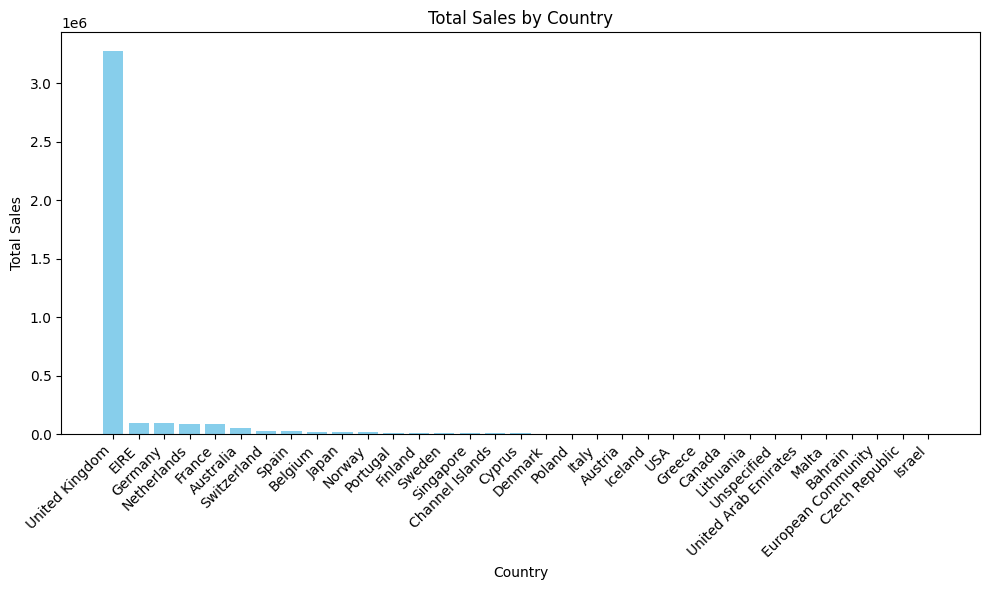 Total Sales by Country
1e6
Total Sales
3.0
2.5
2.0
1.5
1.0
0.5
0.0
United Kingdom
EIRE
Germany
Netherlands
France
Australia
Switzerland
Spain
Belgium
Japan
Norway
Portugal
Finland
Sweden
Singapore
Channel Islands
Cyprus
Denmark
Poland
Italy
Austria
Iceland
USA
Greece
Canada
Lithuania
Unspecified
United Arab Emirates
Malta
Bahrain
European Community
Czech Republic
Israel
Country